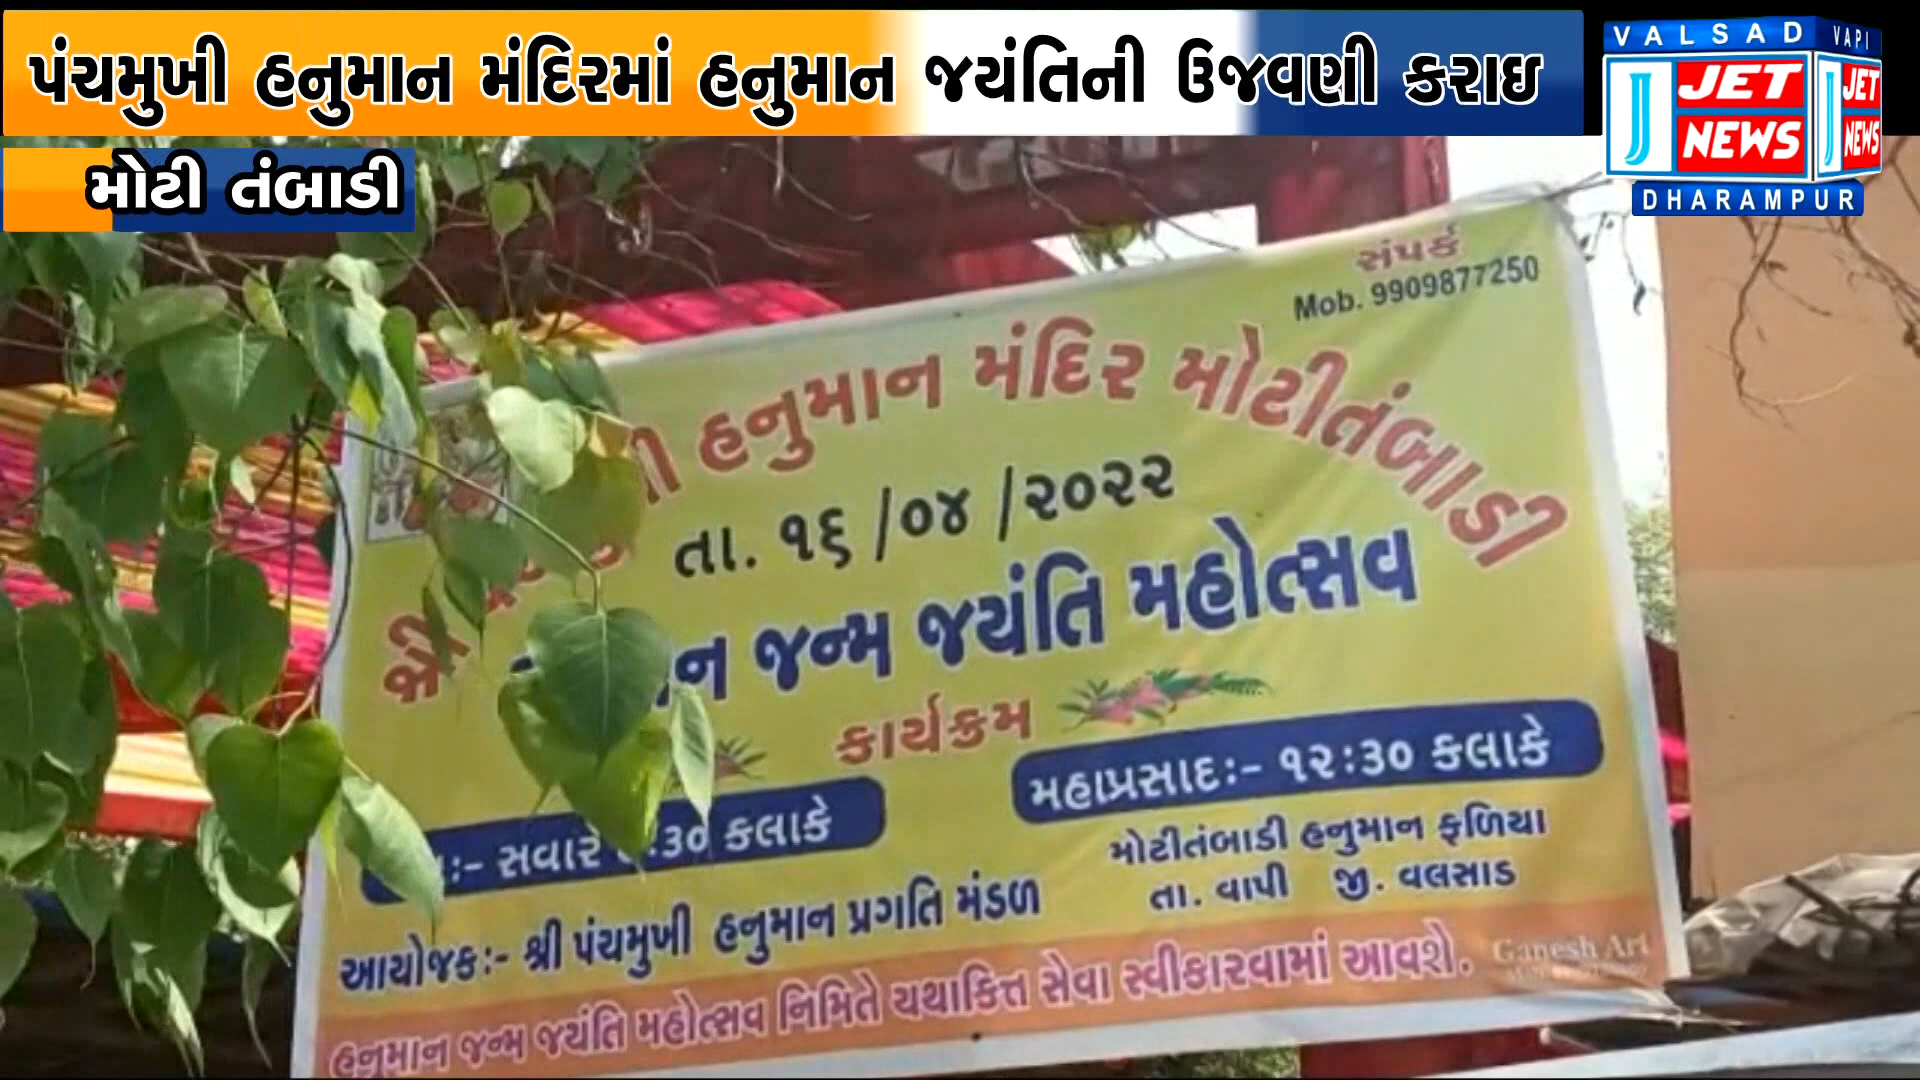 પંચમુખી હનુમાન મંદિરમાં હનુમાન જયંતિની ઉજવણી કરાઇ
VALSAD VAPI
J JET NEWS J JET NEWS
DHARAMPUR
મોટી તંબાડી
સંપર્ક
Mob. 9909877250
શ્રી હનુમાન મંદિર મોટીતંબાડી
તા. ૧૬/૦૪/૨૦૨૨
જન્મ જયંતિ મહોત્સવ
કાર્યક્રમ
:- સવારે :૩૦ કલાકે
મહાપ્રસાદ:- ૧૨:૩૦ કલાકે
આયોજક:- શ્રી પંચમુખી હનુમાન પ્રગતિ મંડળ
મોટીતંબાડી હનુમાન ફળિયા
તા. વાપી જી. વલસાડ
હનુમાન જન્મ જયંતિ મહોત્સવ નિમિતે યથાકિત્ત સેવા સ્વીકારવામાં આવશે.
Ganesh Art